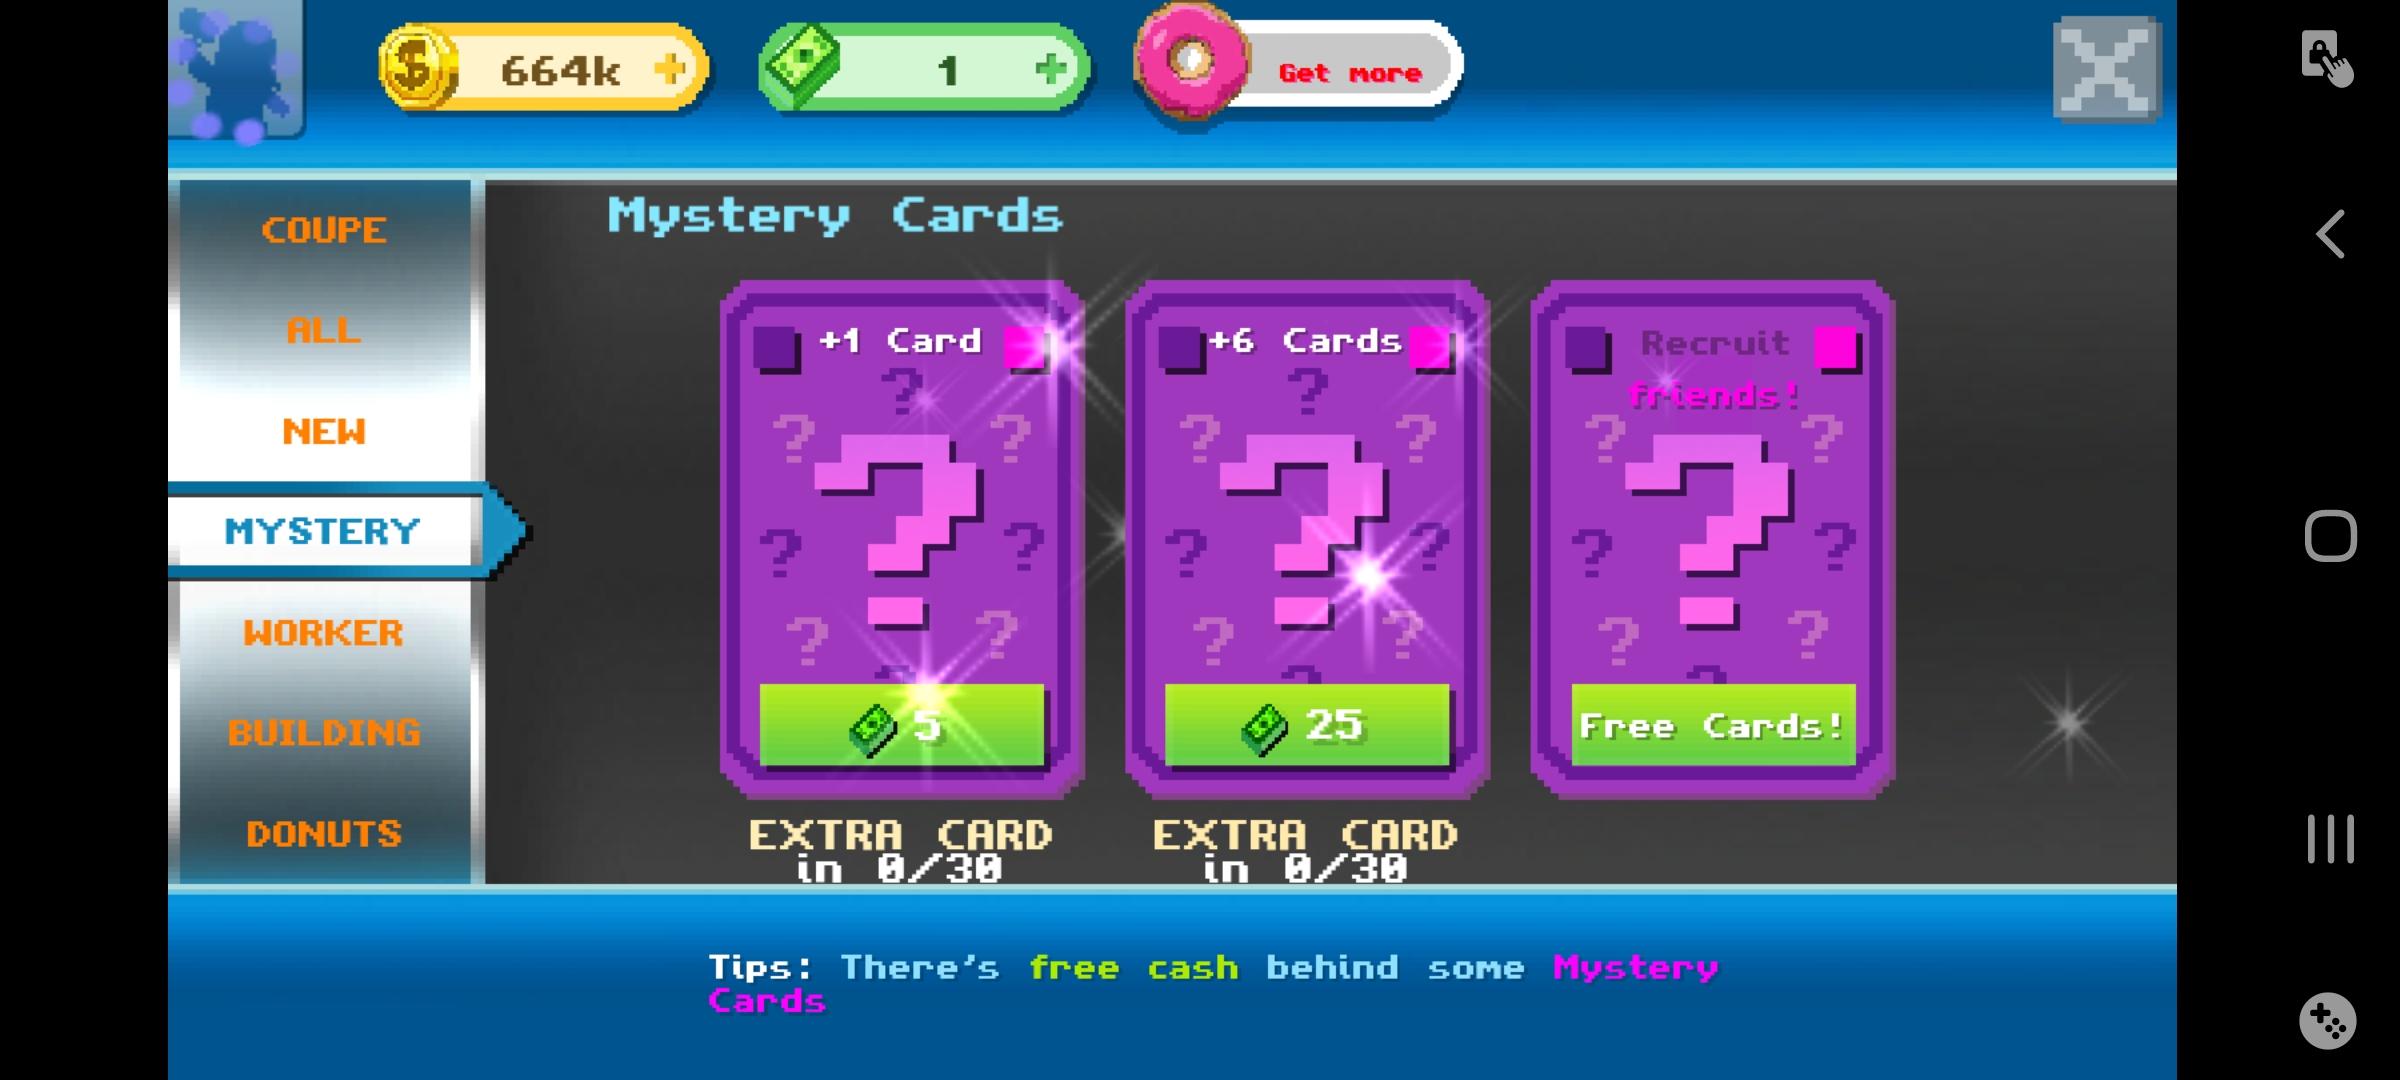 664k
1
Get more
COUPE
ALL
NEW
MYSTERY
WORKER
BUILDING
DONUTS
Mystery Cards
+1 Card
5
EXTRA CARD
in 0/30
+6 Cards
25
EXTRA CARD
in 0/30
Recruit
friends!
Free Cards!
Tips: There's free cash behind some Mystery
Cards